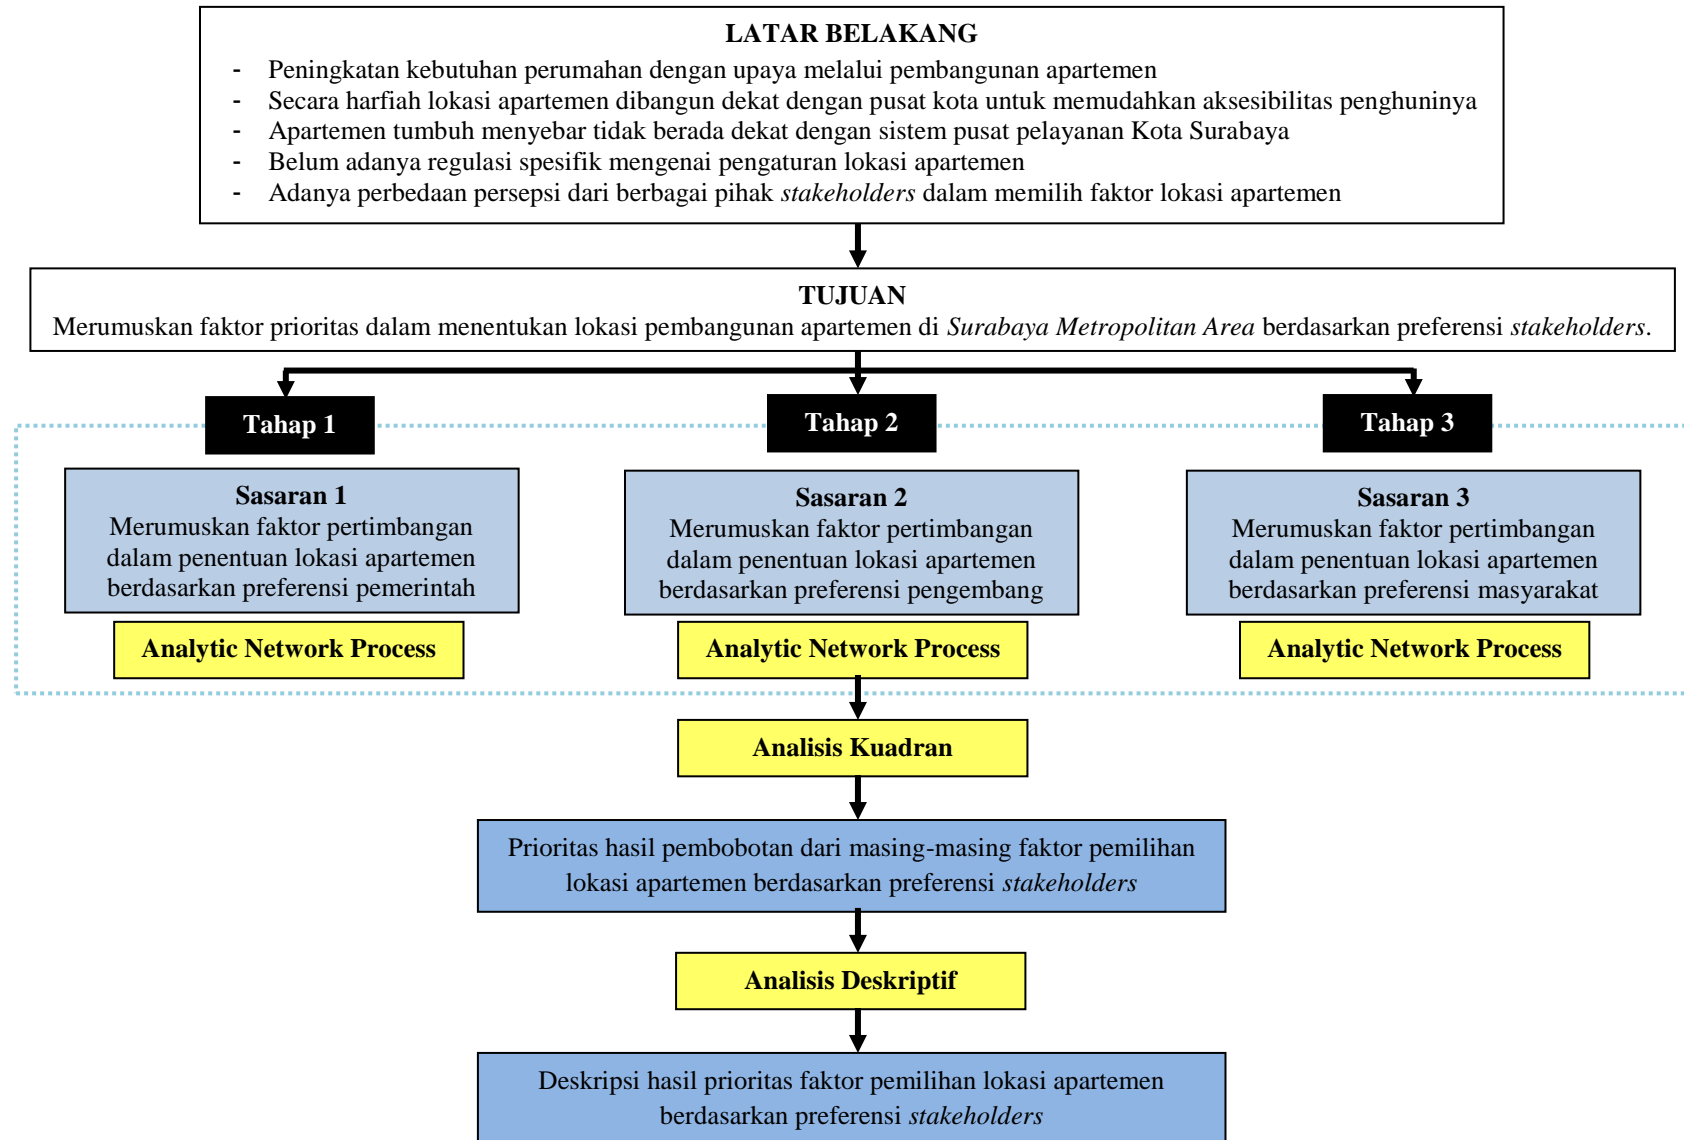 LATAR BELAKANG
- Peningkatan kebutuhan perumahan dengan upaya melalui pembangunan apartemen
- Secara harfiah lokasi apartemen dibangun dekat dengan pusat kota untuk memudahkan aksesibilitas penghuninya
- Apartemen tumbuh menyebar tidak berada dekat dengan sistem pusat pelayanan Kota Surabaya
- Belum adanya regulasi spesifik mengenai pengaturan lokasi apartemen
- Adanya perbedaan persepsi dari berbagai pihak stakeholders dalam memilih faktor lokasi apartemen
TUJUAN
Merumuskan faktor prioritas dalam menentukan lokasi pembangunan apartemen di Surabaya Metropolitan Area berdasarkan preferensi stakeholders.
Tahap 1
Sasaran 1
Merumuskan faktor pertimbangan
dalam penentuan lokasi apartemen
berdasarkan preferensi pemerintah
Analytic Network Process
Tahap 2
Sasaran 2
Merumuskan faktor pertimbangan
dalam penentuan lokasi apartemen
berdasarkan preferensi pengembang
Analytic Network Process
Tahap 3
Sasaran 3
Merumuskan faktor pertimbangan
dalam penentuan lokasi apartemen
berdasarkan preferensi masyarakat
Analytic Network Process
Analisis Kuadran
Prioritas hasil pembobotan dari masing-masing faktor pemilihan
lokasi apartemen berdasarkan preferensi stakeholders
Analisis Deskriptif
Deskripsi hasil prioritas faktor pemilihan lokasi apartemen
berdasarkan preferensi stakeholders